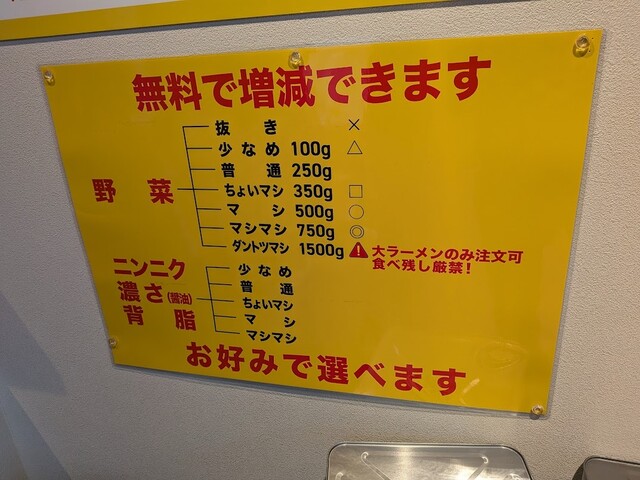 無料で増減できます
野菜
抜き ×
少なめ 100g △
普通 250g
ちょいマシ 350g □
マシ 500g ○
マシマシ 750g ◎
ダントツマシ 1500g ⚠ 大ラーメンのみ注文可
食べ残し厳禁！
ニンニク
濃さ(醤油)
背脂
少なめ
普通
ちょいマシ
マシ
マシマシ
お好みで選べます